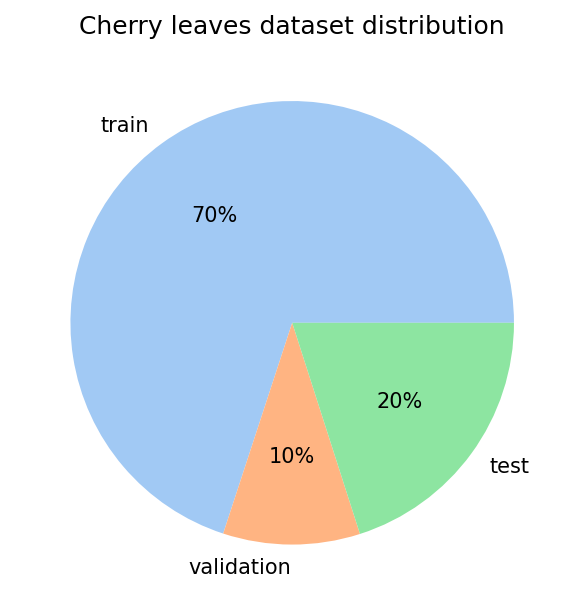 Cherry leaves dataset distribution
train
70%
20%
10%
test
validation